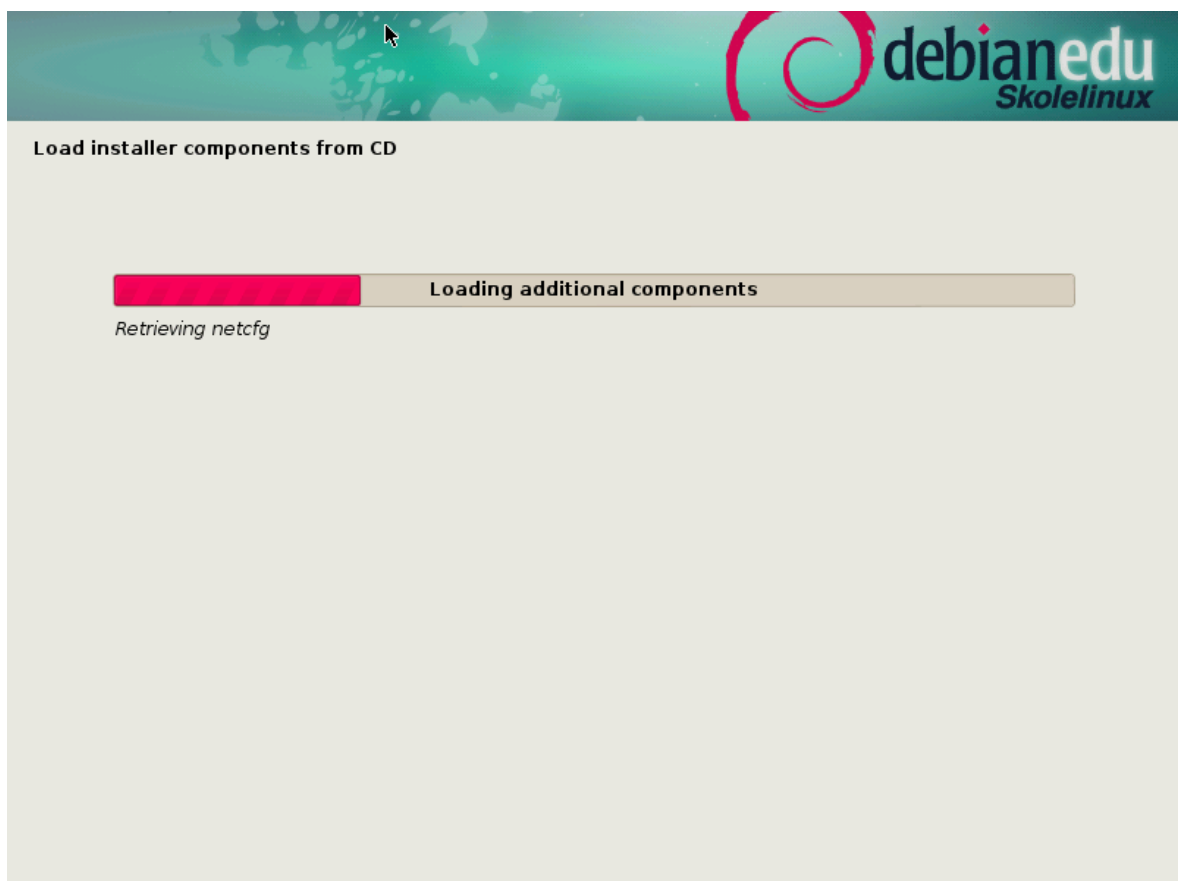 debianedu
Skolelinux
Load installer components from CD
Loading additional components
Retrieving netcfg